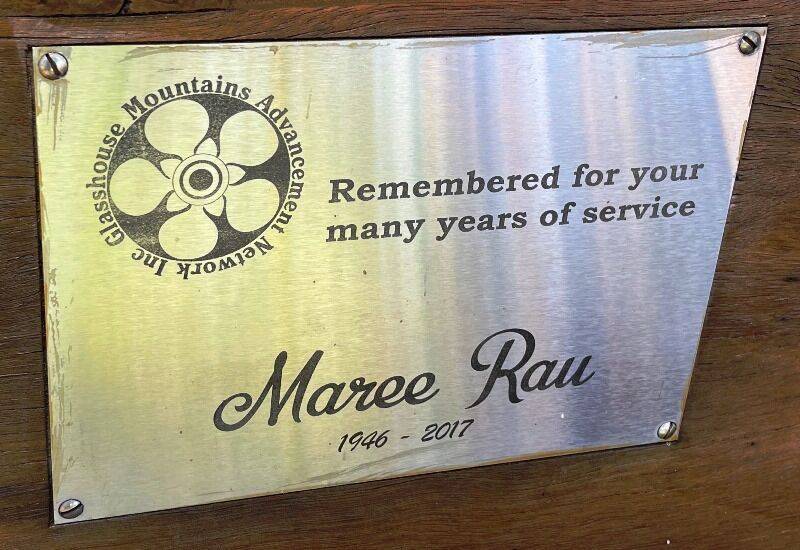 Glasshouse Mountains Advancement Network Inc
Remembered for your
many years of service
Maree Rau
1946 - 2017